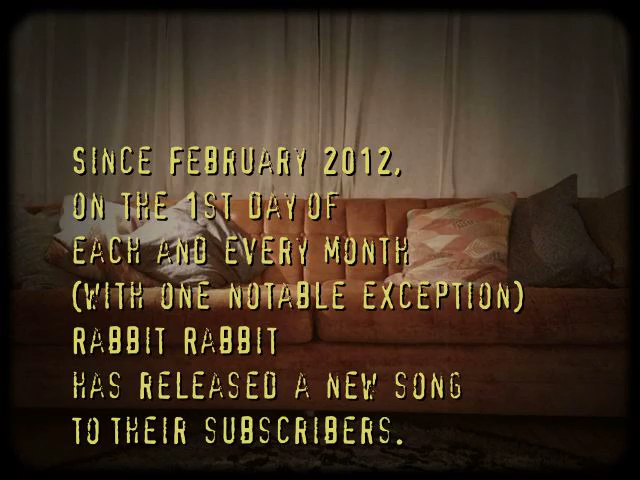 SINCE FEBRUARY 2012,
ON THE 1ST DAY OF
EACH AND EVERY MONTH
(WITH ONE NOTABLE EXCEPTION)
RABBIT RABBIT
HAS RELEASED A NEW SONG
TO THEIR SUBSCRIBERS.